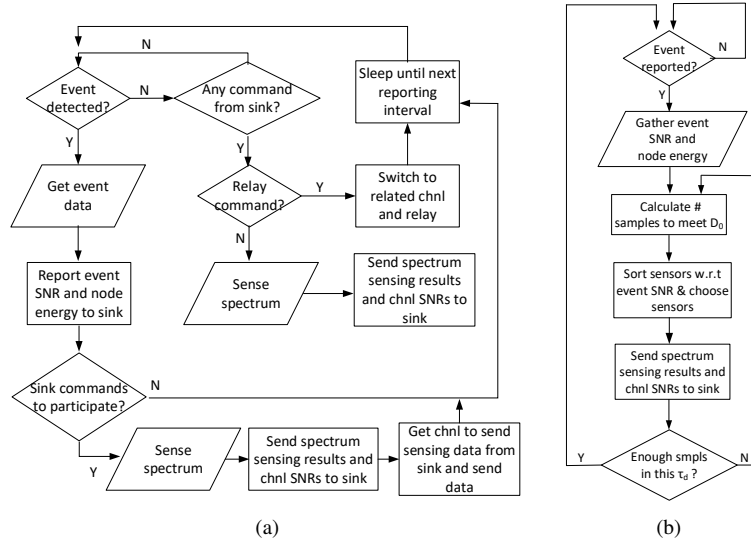 N
Event
detected?
N
Any command
from sink?
Sleep until next
reporting
interval
Y
Y
Get event
data
Relay
command?
Y
Switch to
related chnl
and relay
N
Report event
SNR and node
energy to sink
Sense
spectrum
Send spectrum
sensing results
and chnl SNRs to
sink
Sink commands
to participate?
N
Y
Sense
spectrum
Send spectrum
sensing results and
chnl SNRs to sink
Get chnl to send
sensing data from
sink and send
data
(a)
Event
reported?
N
Y
Gather event
SNR and
node energy
Calculate #
samples to meet D₀
Sort sensors w.r.t
event SNR & choose
sensors
Send spectrum
sensing results and
chnl SNRs to sink
Y
Enough smpls
in this τ_d ?
N
(b)